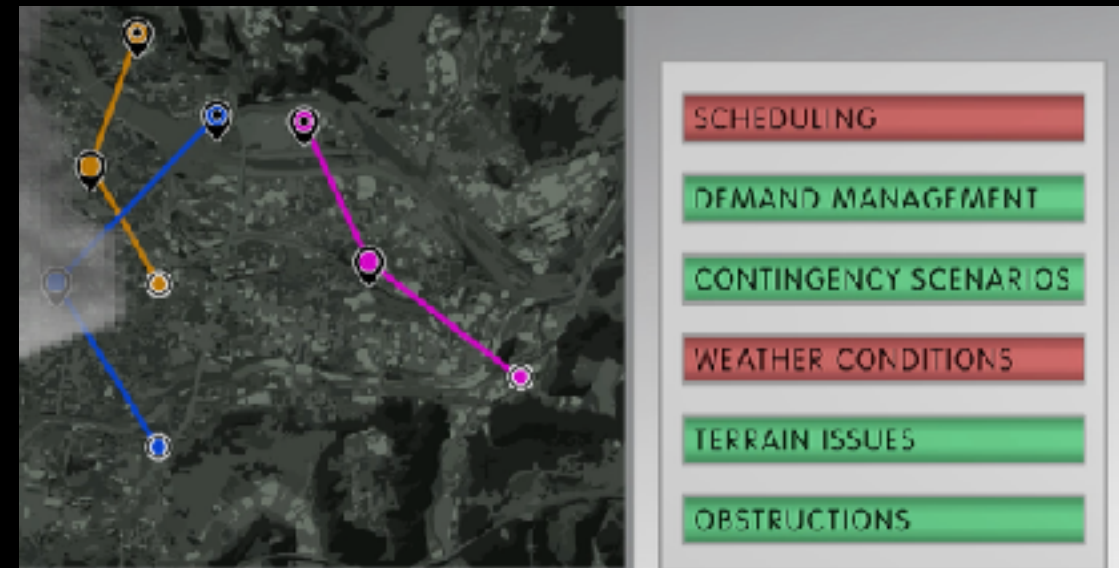 SCHEDULING
DEMAND MANAGEMENT
CONTINGENCY SCENARIOS
WEATHER CONDITIONS
TERRAIN ISSUES
OBSTRUCTIONS